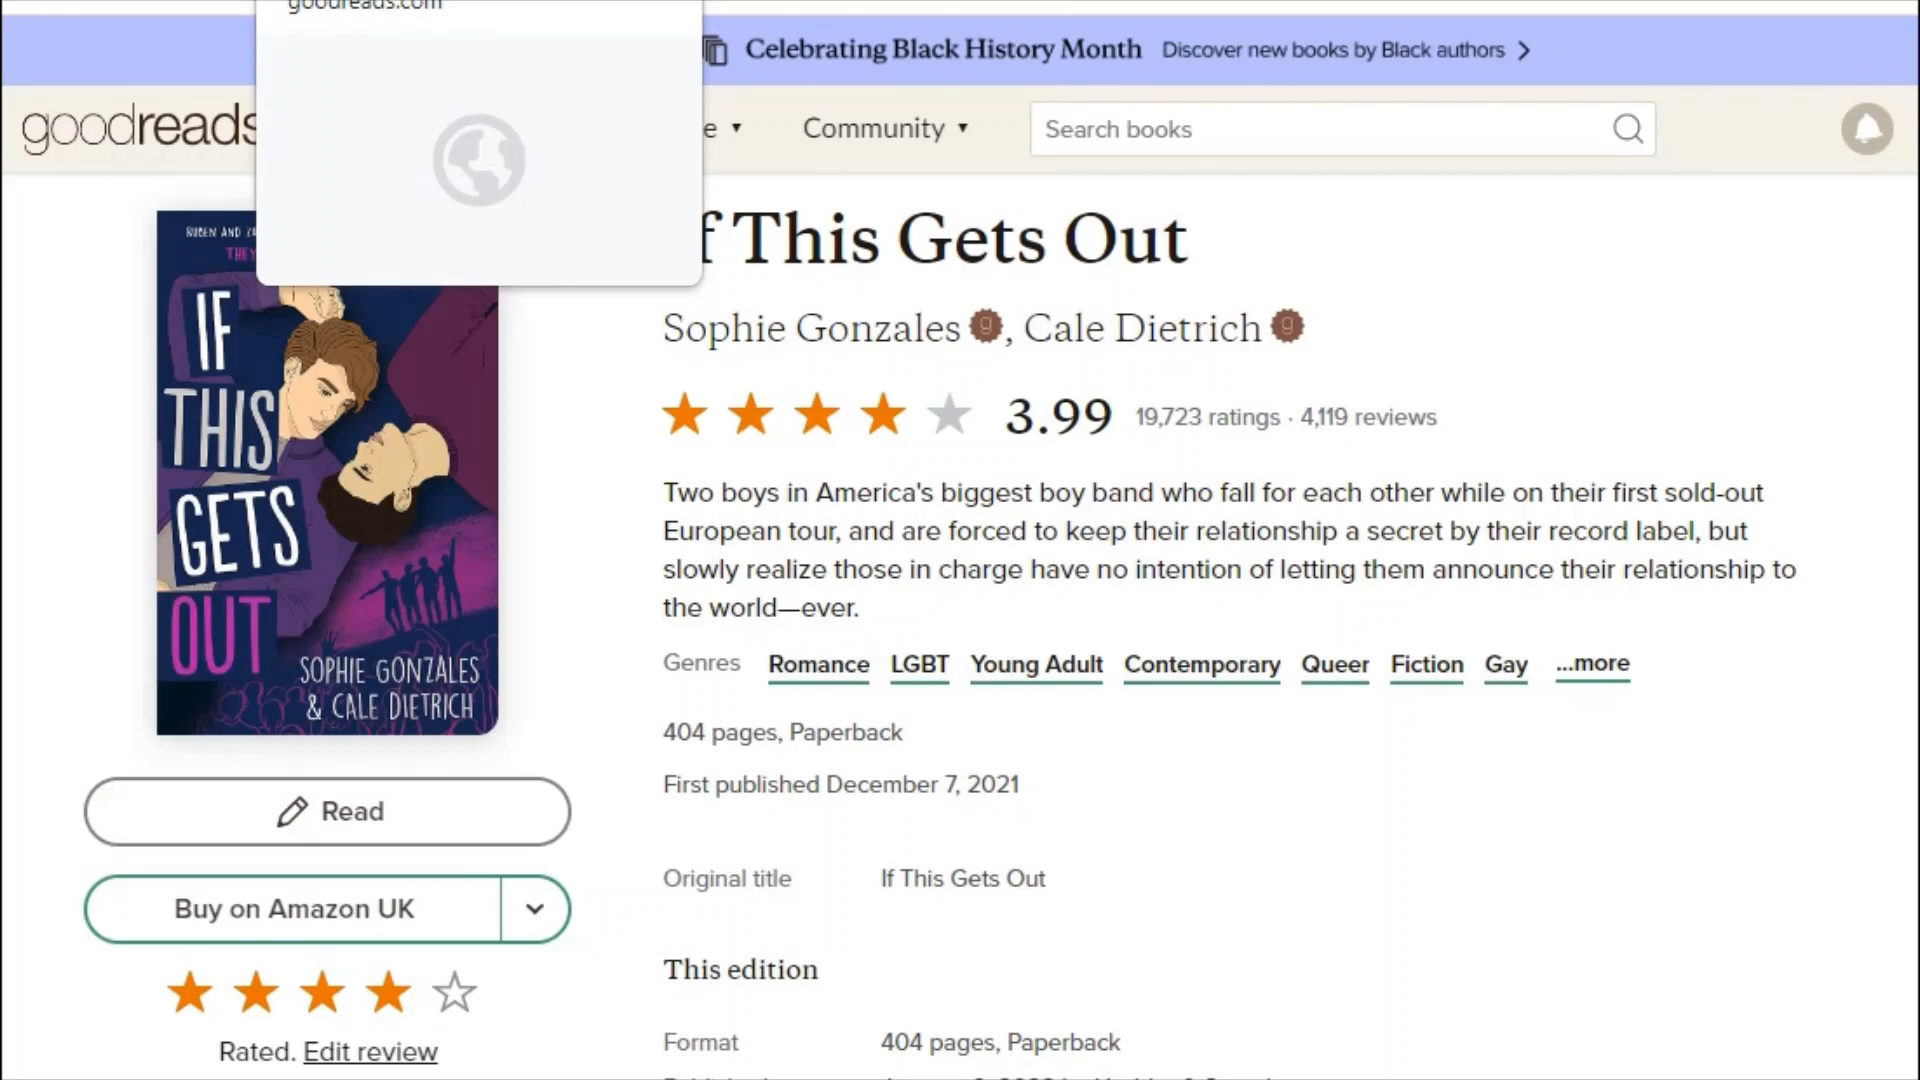 goodreads.com
Celebrating Black History Month Discover new books by Black authors
goodreads
Community
Search books
RUBEN AND
THEY
IF
THIS
GETS
OUT
SOPHIE GONZALES
& CALE DIETRICH
Read
Buy on Amazon UK
Rated. Edit review
f This Gets Out
Sophie Gonzales, Cale Dietrich
3.99 19,723 ratings · 4,119 reviews
Two boys in America's biggest boy band who fall for each other while on their first sold-out
European tour, and are forced to keep their relationship a secret by their record label, but
slowly realize those in charge have no intention of letting them announce their relationship to
the world—ever.
Genres Romance LGBT Young Adult Contemporary Queer Fiction Gay ...more
404 pages, Paperback
First published December 7, 2021
Original title If This Gets Out
This edition
Format 404 pages, Paperback